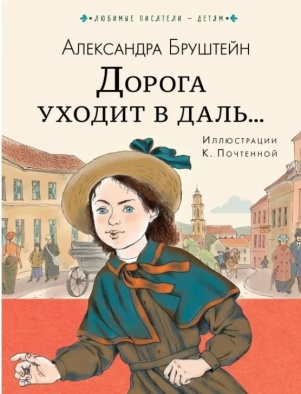 ЛЮБИМЫЕ ПИСАТЕЛИ – ДЕТЯМ
АЛЕКСАНДРА БРУШТЕЙН
ДОРОГА
УХОДИТ В ДАЛЬ...
ИЛЛЮСТРАЦИИ
К. ПОЧТЕННОЙ